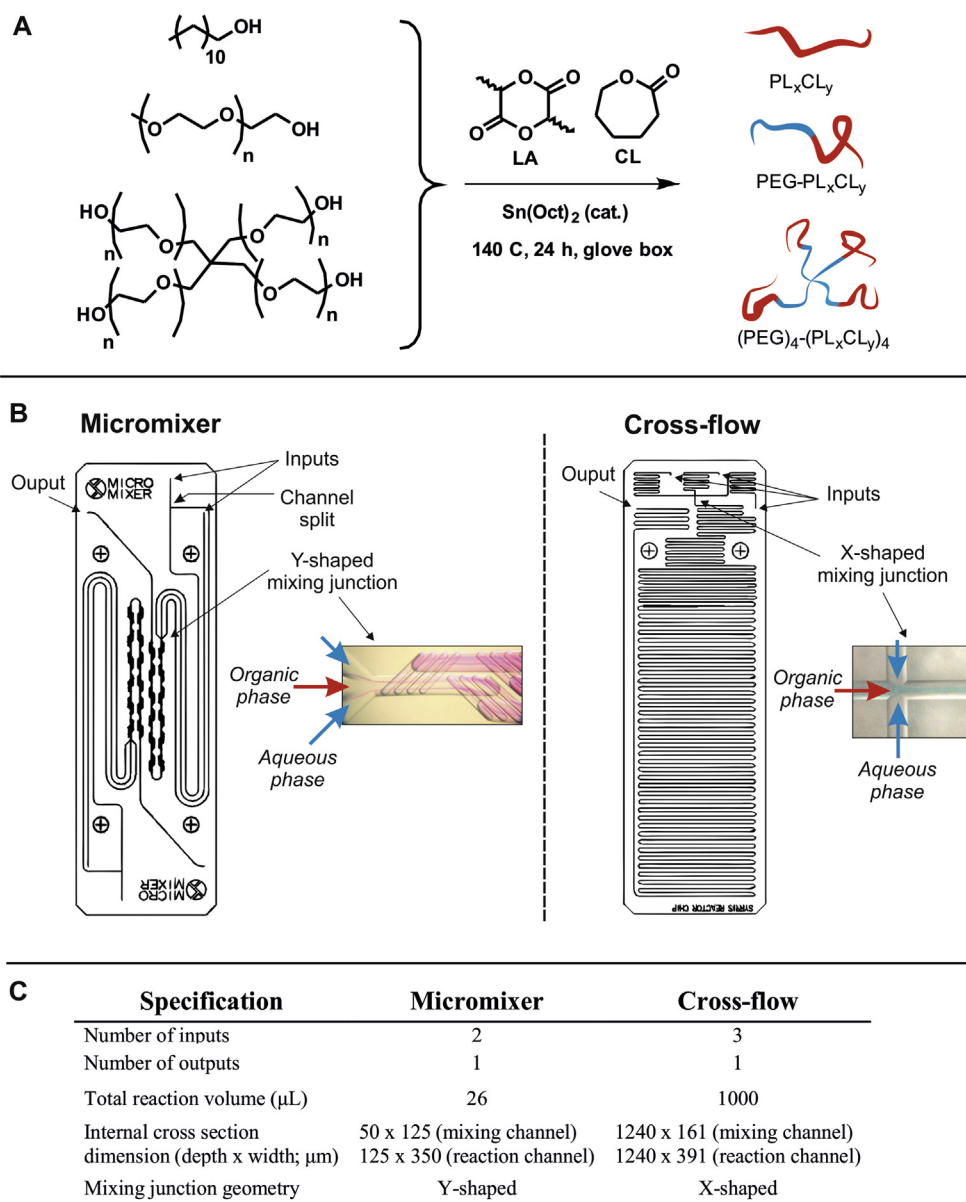 A
OH
10
O
O
OH
n
HO
OH
O
O
n
n
HO
O
O
OH
n
n
O
O
O
O
LA
O
O
CL
Sn(Oct)2 (cat.)
140 C, 24 h, glove box
PLxCLy
PEG-PLxCLy
(PEG)4-(PLxCLy)4
B
Micromixer
Ouput
MICRO
MIXER
Inputs
Channel
split
Y-shaped
mixing junction
Organic
phase
Aqueous
phase
MICRO
MIXER
Cross-flow
Ouput
Inputs
X-shaped
mixing junction
Organic
phase
Aqueous
phase
SYRRIS REACTOR CHIP
C
Specification Micromixer Cross-flow
Number of inputs 2 3
Number of outputs 1 1
Total reaction volume (μL) 26 1000
Internal cross section 50 x 125 (mixing channel) 1240 x 161 (mixing channel)
dimension (depth x width; μm) 125 x 350 (reaction channel) 1240 x 391 (reaction channel)
Mixing junction geometry Y-shaped X-shaped